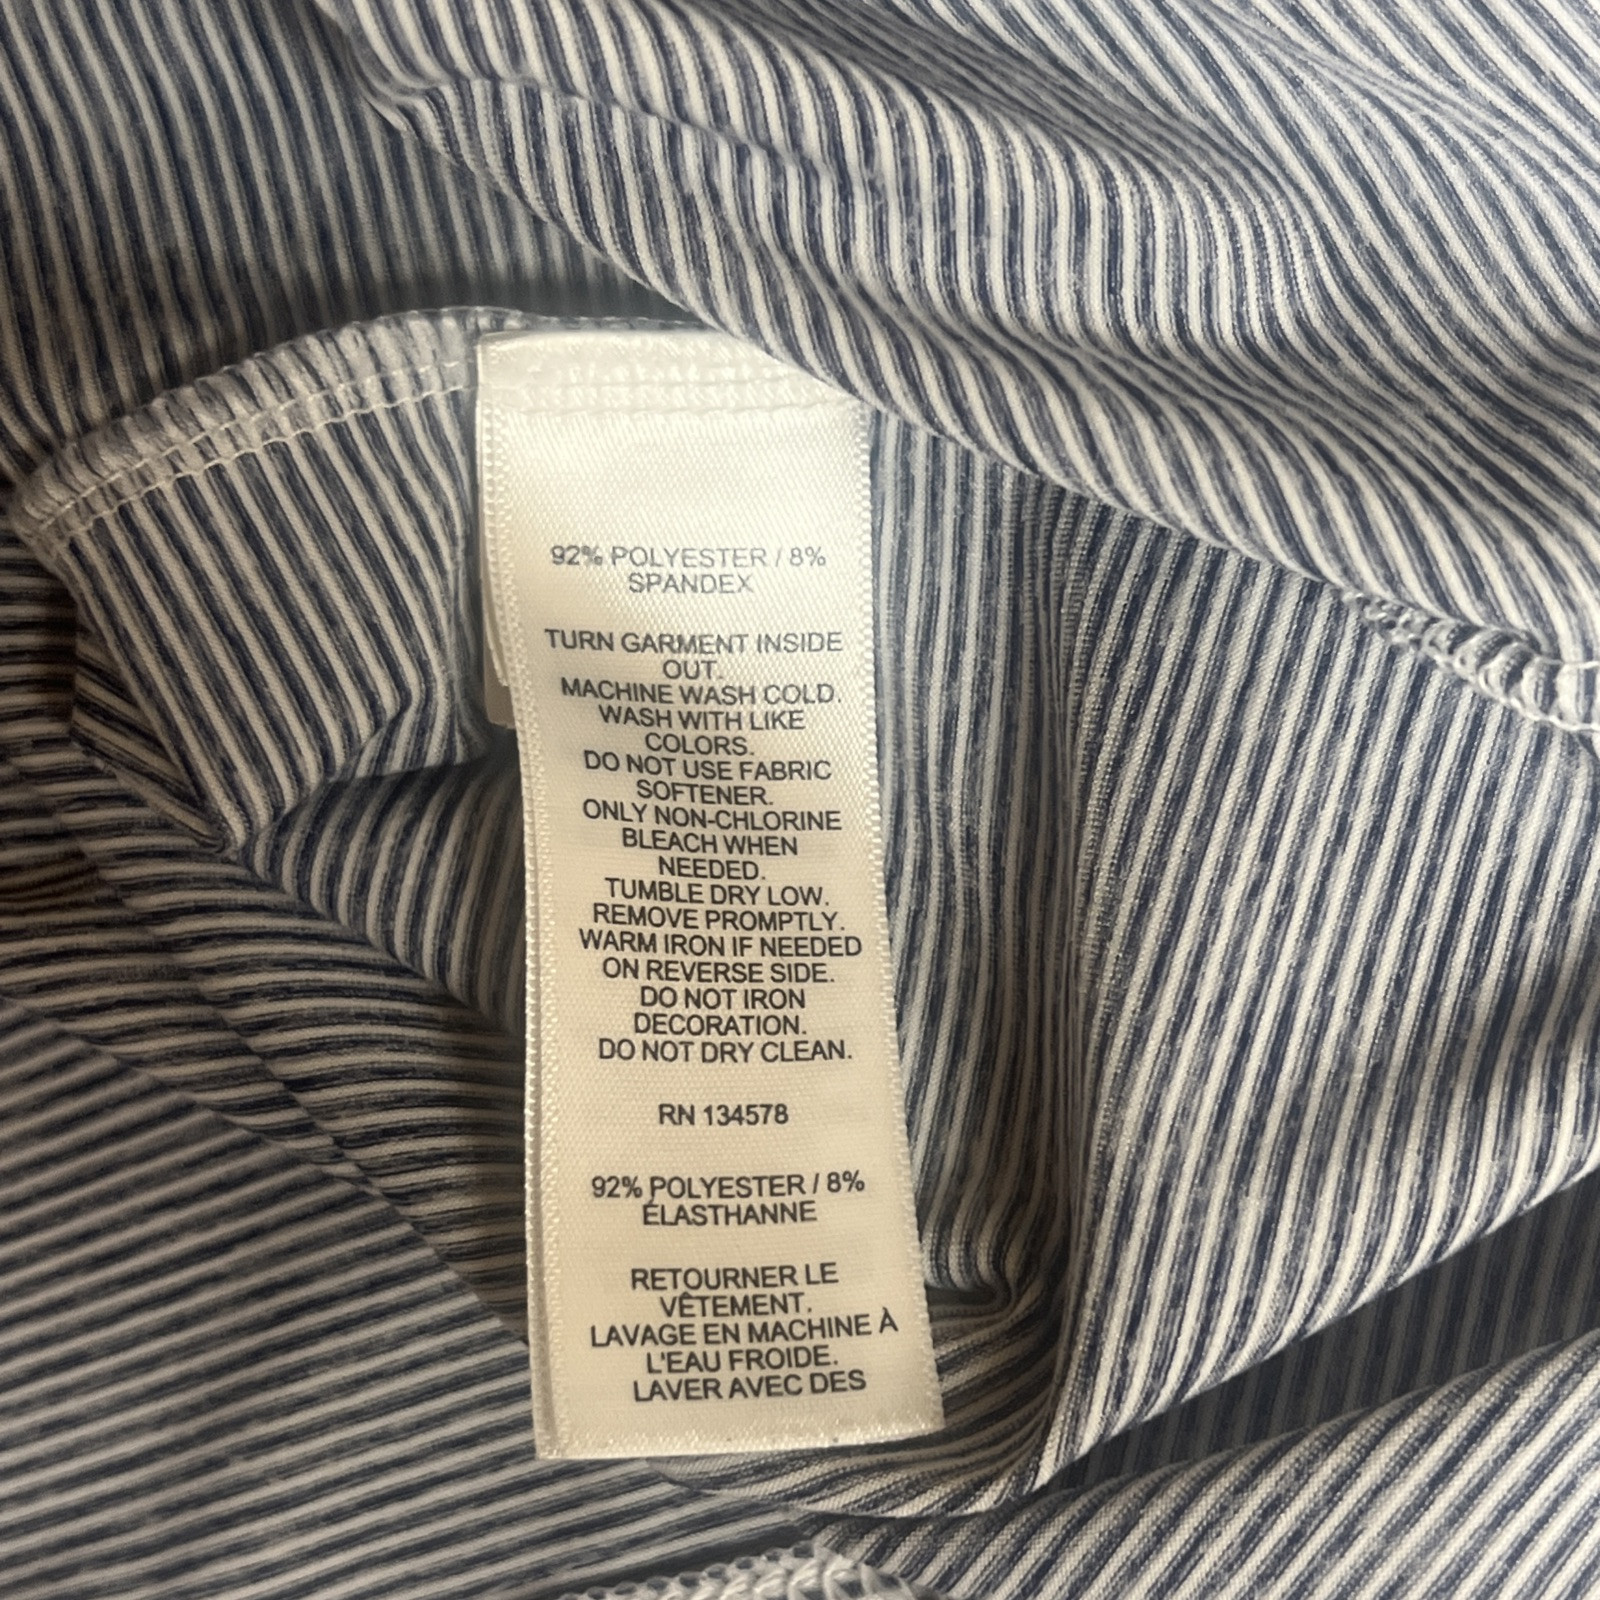 92% POLYESTER / 8%
SPANDEX
TURN GARMENT INSIDE
OUT.
MACHINE WASH COLD.
WASH WITH LIKE
COLORS.
DO NOT USE FABRIC
SOFTENER.
ONLY NON-CHLORINE
BLEACH WHEN
NEEDED.
TUMBLE DRY LOW.
REMOVE PROMPTLY.
WARM IRON IF NEEDED
ON REVERSE SIDE.
DO NOT IRON
DECORATION.
DO NOT DRY CLEAN.
RN 134578
92% POLYESTER / 8%
ÉLASTHANNE
RETOURNER LE
VÊTEMENT.
LAVAGE EN MACHINE À
L'EAU FROIDE.
LAVER AVEC DES